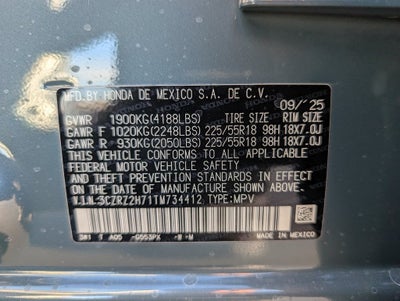 MFD.BY HONDA DE MEXICO S.A. DE C.V.
09/'25
GVWR 1900KG(4188LBS) TIRE SIZE RIM SIZE
GAWR F 1020KG(2248LBS) 225/55R18 98H 18X7.0J
GAWR R 930KG(2050LBS) 225/55R18 98H 18X7.0J
THIS VEHICLE CONFORMS TO ALL APPLICABLE
FEDERAL MOTOR VEHICLE SAFETY AND
THEFT PREVENTION STANDARDS IN EFFECT ON
THE DATE OF MANUFACTURE SHOWN ABOVE.
V.I.N. 3CZRZ2H71TM734412 TYPE:MPV
MADE IN MEXICO